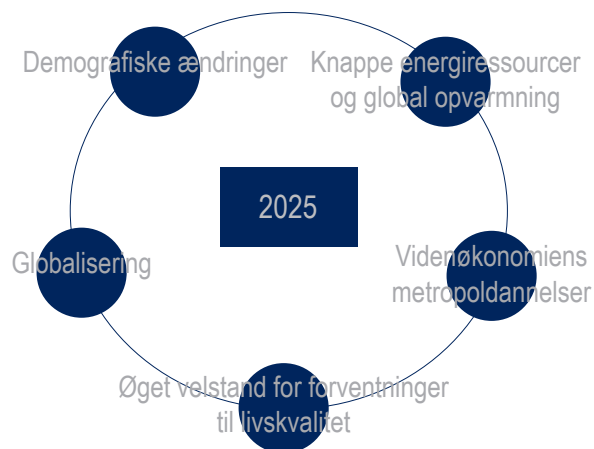 Demografiske ændringer
Knappe energiressourcer
og global opvarmning
2025
Globalisering
Videnøkonomiens
metropoldannelser
Øget velstand for forventninger
til livskvalitet